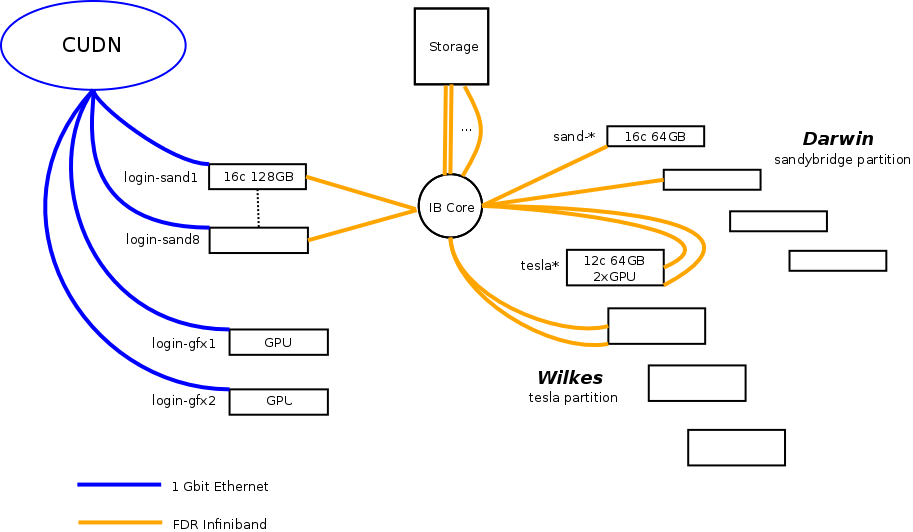 CUDN
Storage
...
sand-*
16c 64GB
Darwin
sandybridge partition
login-sand1
16c 128GB
IB Core
login-sand8
tesla*
12c 64GB
2xGPU
login-gfx1
GPU
Wilkes
tesla partition
login-gfx2
GPU
1 Gbit Ethernet
FDR Infiniband